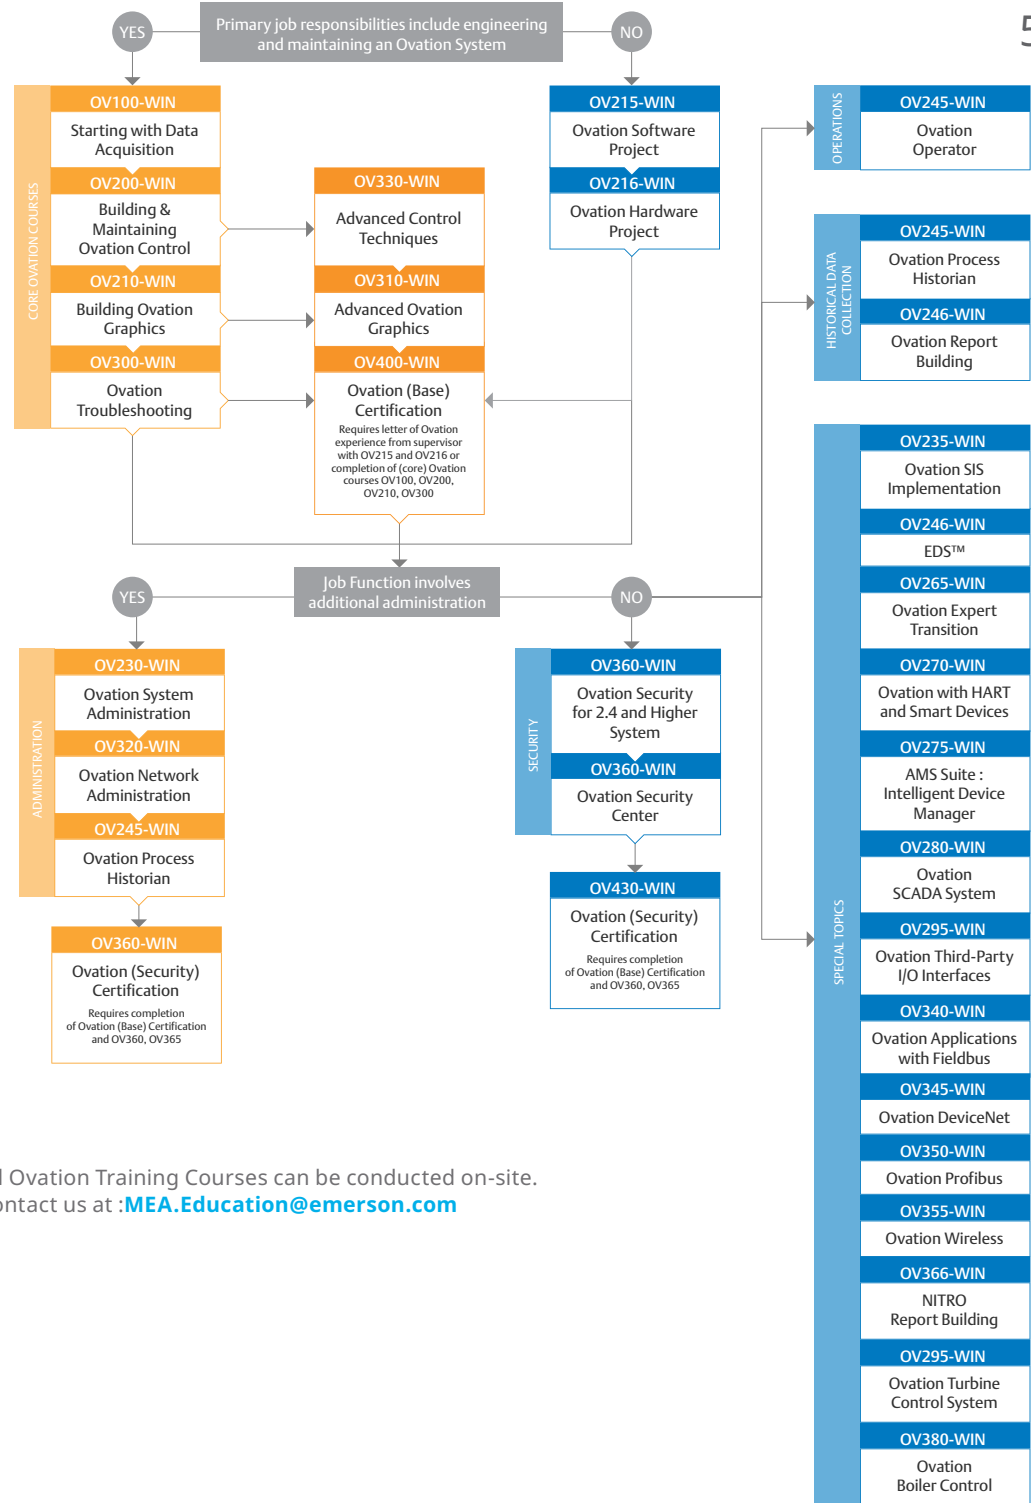 Primary job responsibilities include engineering
and maintaining an Ovation System
YES
NO
CORE OVATION COURSES
OV100-WIN
Starting with Data
Acquisition
OV200-WIN
Building &
Maintaining
Ovation Control
OV210-WIN
Building Ovation
Graphics
OV300-WIN
Ovation
Troubleshooting
OV330-WIN
Advanced Control
Techniques
OV310-WIN
Advanced Ovation
Graphics
OV400-WIN
Ovation (Base)
Certification
Requires letter of Ovation
experience from supervisor
with OV215 and OV216 or
completion of (core) Ovation
courses OV100, OV200,
OV210, OV300
OV215-WIN
Ovation Software
Project
OV216-WIN
Ovation Hardware
Project
Job Function involves
additional administration
YES
NO
ADMINISTRATION
OV230-WIN
Ovation System
Administration
OV320-WIN
Ovation Network
Administration
OV245-WIN
Ovation Process
Historian
OV360-WIN
Ovation (Security)
Certification
Requires completion
of Ovation (Base) Certification
and OV360, OV365
SECURITY
OV360-WIN
Ovation Security
for 2.4 and Higher
System
OV360-WIN
Ovation Security
Center
OV430-WIN
Ovation (Security)
Certification
Requires completion
of Ovation (Base) Certification
and OV360, OV365
OPERATIONS
OV245-WIN
Ovation
Operator
HISTORICAL DATA
COLLECTION
OV245-WIN
Ovation Process
Historian
OV246-WIN
Ovation Report
Building
SPECIAL TOPICS
OV235-WIN
Ovation SIS
Implementation
OV246-WIN
EDS™
OV265-WIN
Ovation Expert
Transition
OV270-WIN
Ovation with HART
and Smart Devices
OV275-WIN
AMS Suite :
Intelligent Device
Manager
OV280-WIN
Ovation
SCADA System
OV295-WIN
Ovation Third-Party
I/O Interfaces
OV340-WIN
Ovation Applications
with Fieldbus
OV345-WIN
Ovation DeviceNet
OV350-WIN
Ovation Profibus
OV355-WIN
Ovation Wireless
OV366-WIN
NITRO
Report Building
OV295-WIN
Ovation Turbine
Control System
OV380-WIN
Ovation
Boiler Control
l Ovation Training Courses can be conducted on-site.
ontact us at :MEA.Education@emerson.com